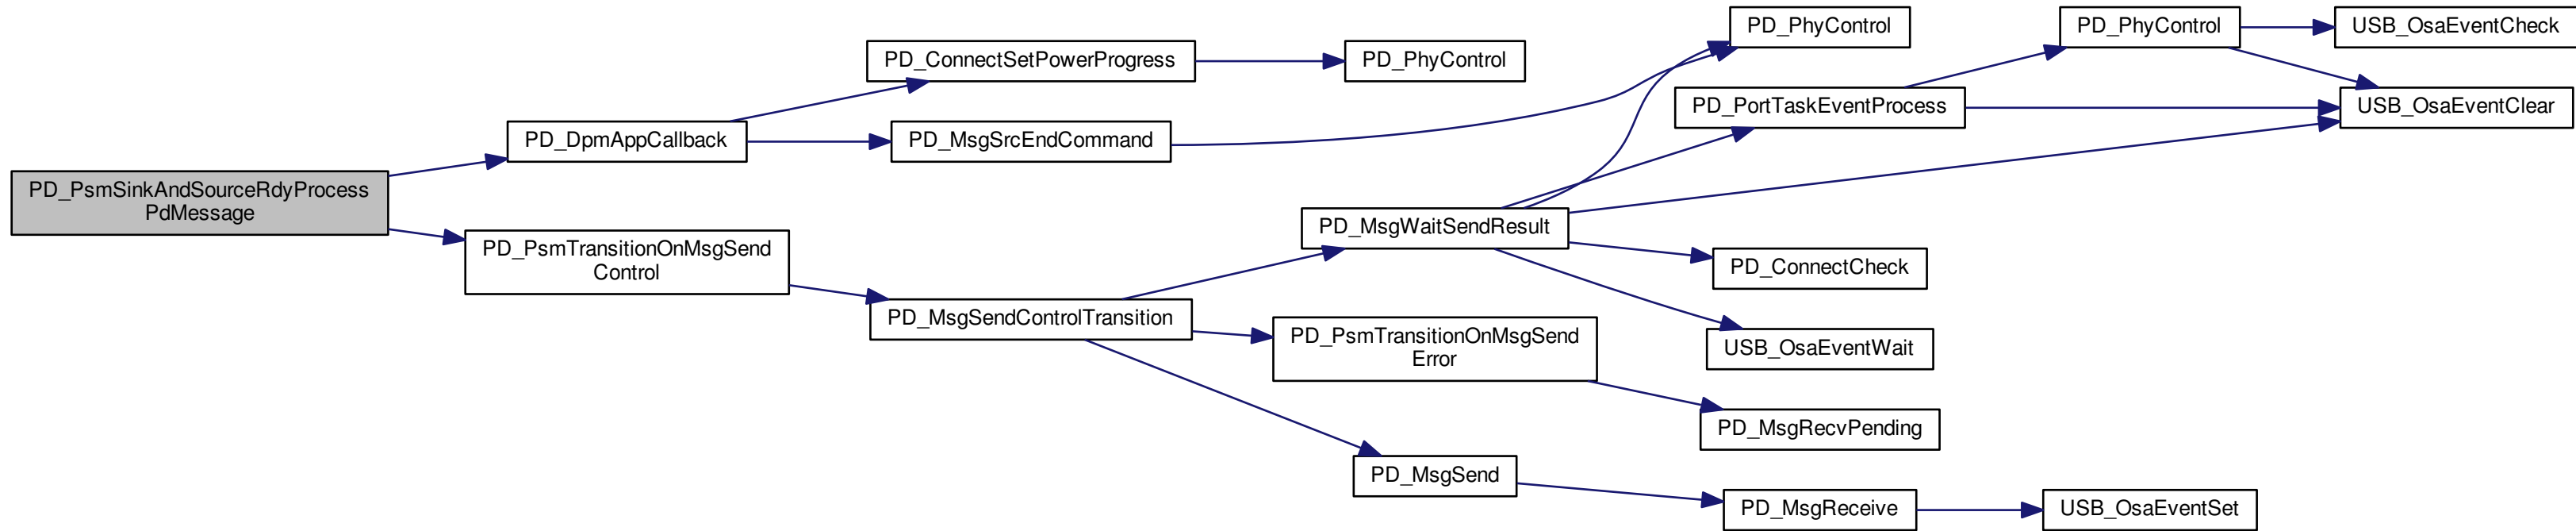 PD_PsmSinkAndSourceRdyProcess
PdMessage
PD_DpmAppCallback
PD_PsmTransitionOnMsgSend
Control
PD_ConnectSetPowerProgress
PD_MsgSrcEndCommand
PD_MsgSendControlTransition
PD_PhyControl
PD_MsgWaitSendResult
PD_PsmTransitionOnMsgSend
Error
PD_MsgSend
PD_PhyControl
PD_PortTaskEventProcess
PD_ConnectCheck
USB_OsaEventWait
PD_MsgRecvPending
PD_MsgReceive
PD_PhyControl
USB_OsaEventSet
USB_OsaEventCheck
USB_OsaEventClear